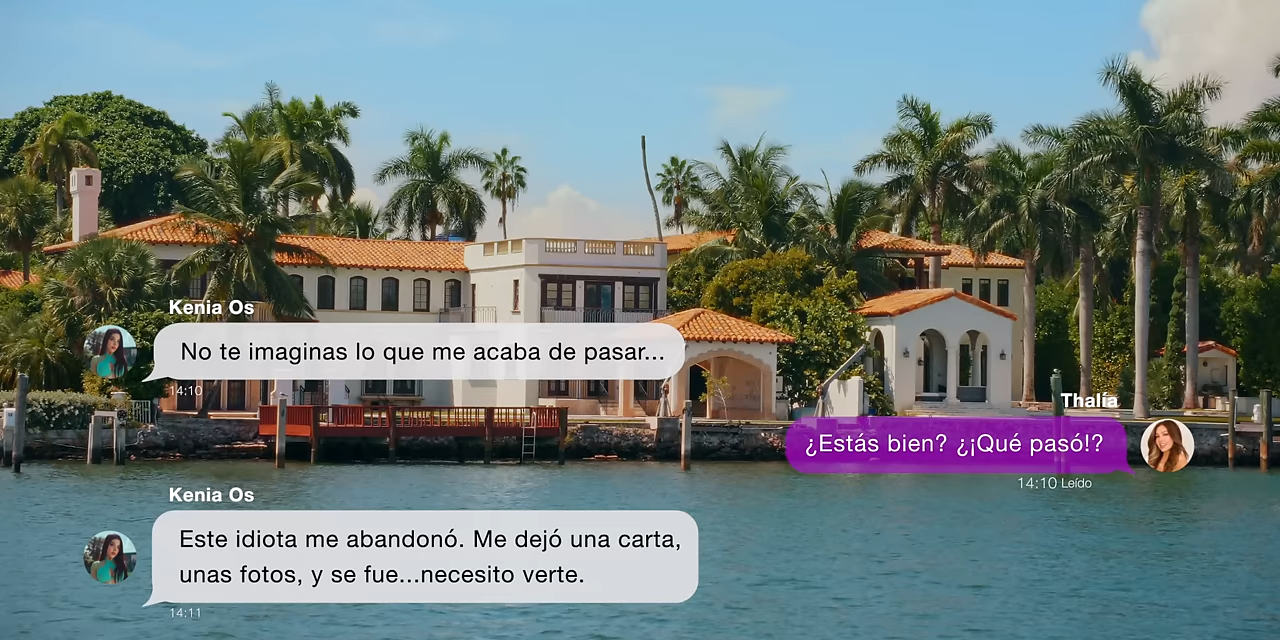 Kenia Os
No te imaginas lo que me acaba de pasar...
14:10
Thalía
¿Estás bien? ¿¡Qué pasó!?
14:10 Leído
Kenia Os
Este idiota me abandonó. Me dejó una carta,
unas fotos, y se fue...necesito verte.
14:11